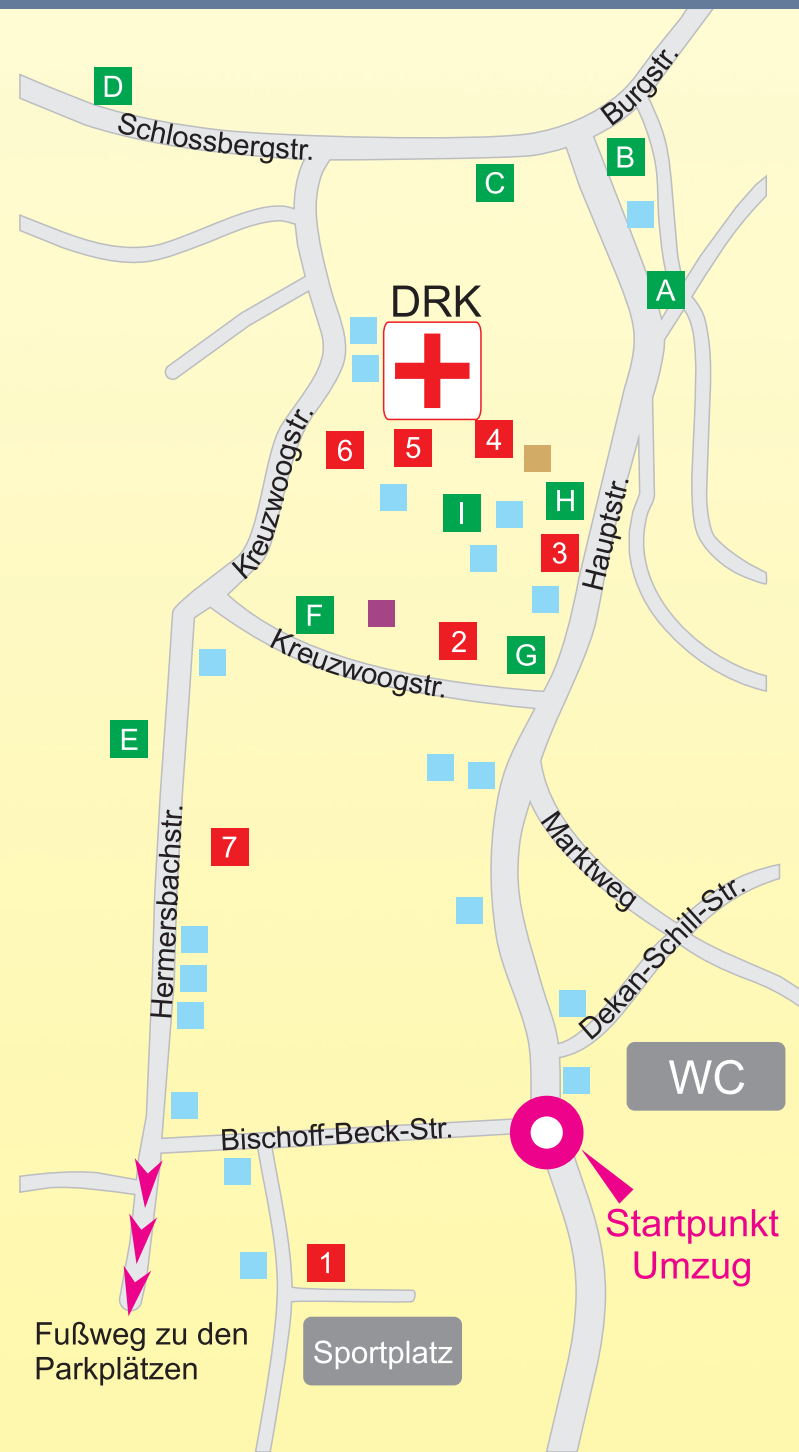 D
Schlossbergstr.
Burgstr.
B
C
A
DRK
6
5
4
Kreuzwoogstr.
I
H
Hauptstr.
3
F
Kreuzwoogstr.
2
G
E
7
Hermersbachstr.
Marktweg
Dekan-Schill-Str.
WC
Bischoff-Beck-Str.
Startpunkt
Umzug
1
Fußweg zu den
Parkplätzen
Sportplatz